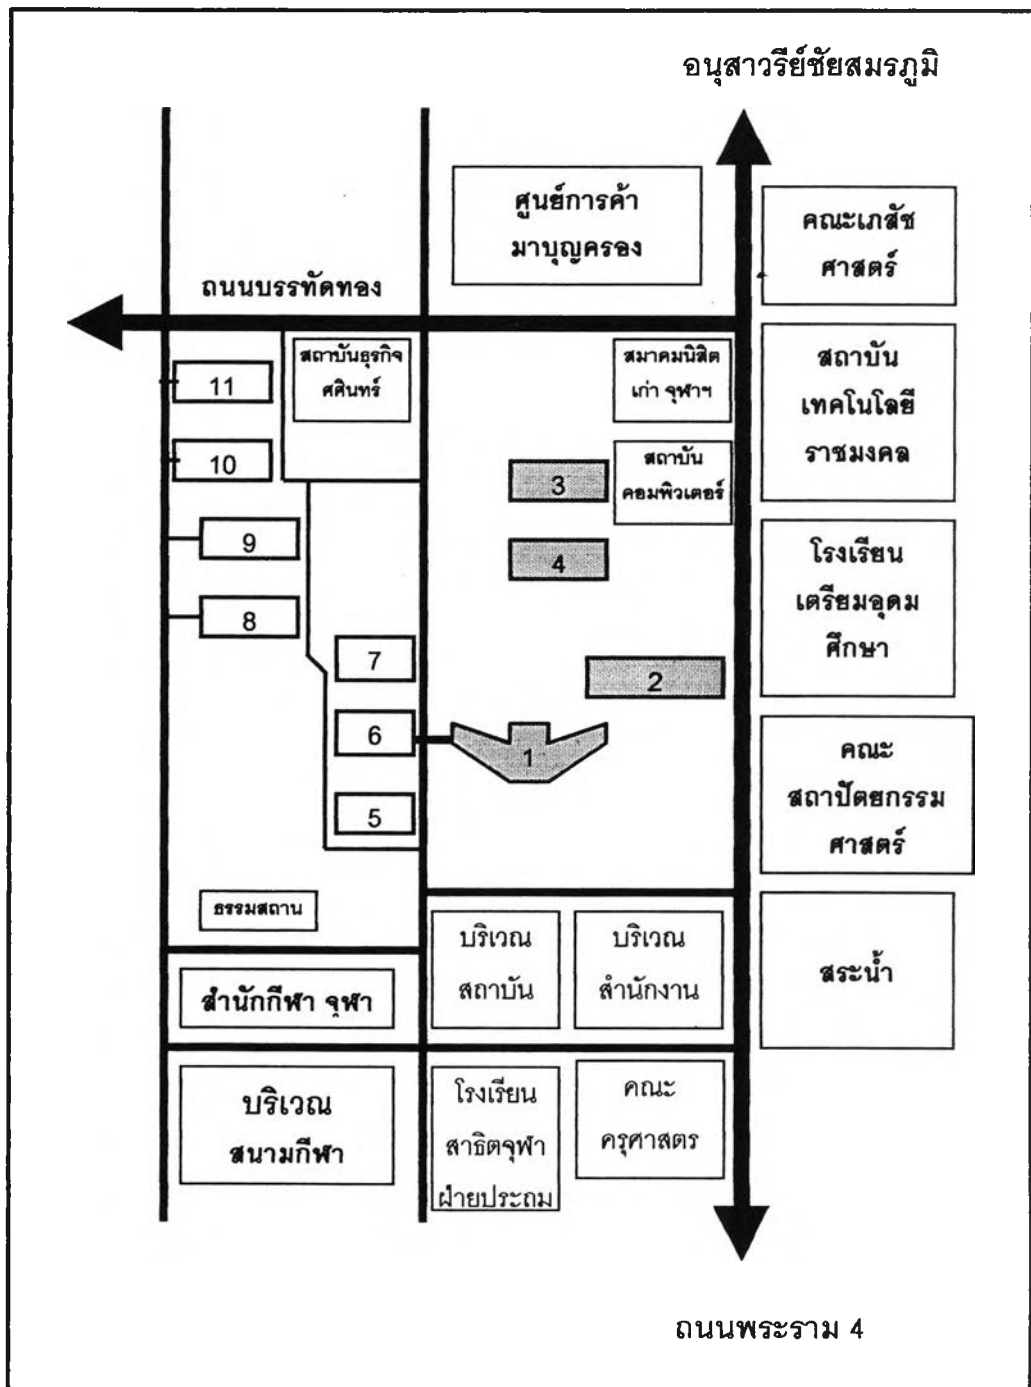 อนุสาวรีย์ชัยสมรภูมิ
ศูนย์การค้า
มาบุญครอง
คณะเภสัช
ศาสตร์
ถนนบรรทัดทอง
สถาบันธุรกิจ
ศศินทร์
สมาคมนิสิต
เก่า จุฬาฯ
สถาบัน
เทคโนโลยี
ราชมงคล
11
10
3
สถาบัน
คอมพิวเตอร์
9
4
โรงเรียน
เตรียมอุดม
ศึกษา
8
7
2
6
1
คณะ
สถาปัตยกรรม
ศาสตร์
5
ธรรมสถาน
บริเวณ
สถาบัน
บริเวณ
สำนักงาน
สระน้ำ
สำนักกีฬา จุฬา
บริเวณ
สนามกีฬา
โรงเรียน
สาธิตจุฬา
ฝ่ายประถม
คณะ
ครุศาสตร
ถนนพระราม 4